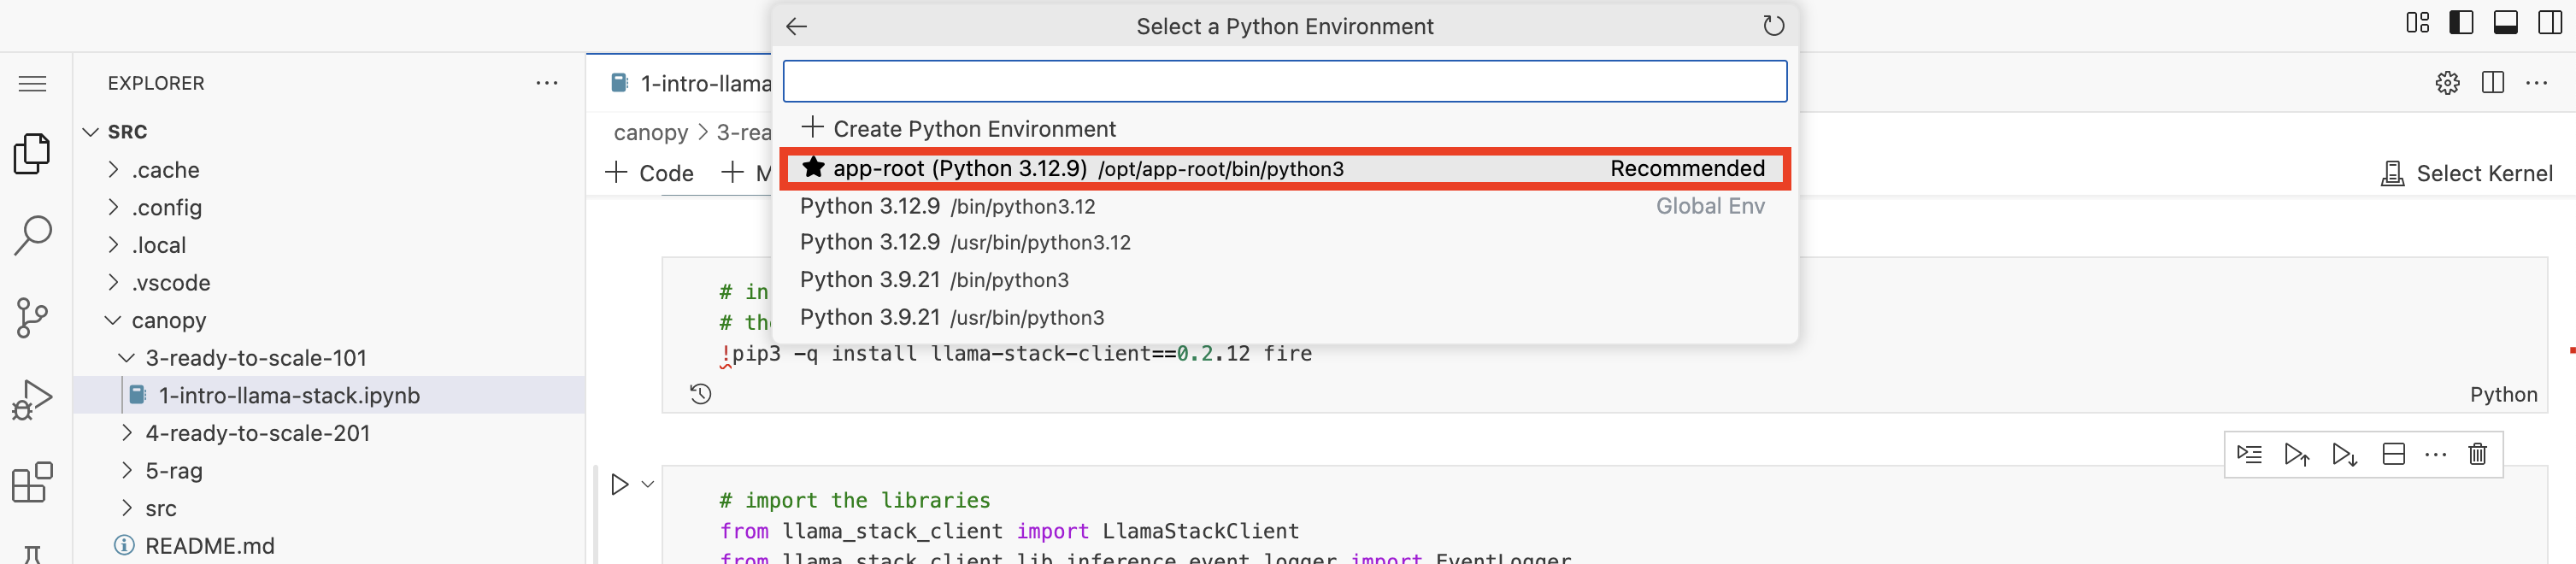 Select a Python Environment
EXPLORER
SRC
.cache
.config
.local
.vscode
canopy
3-ready-to-scale-101
1-intro-llama-stack.ipynb
4-ready-to-scale-201
5-rag
src
README.md
1-intro-llama
canopy > 3-rea
+ Code + M
Select Kernel
+ Create Python Environment
★ app-root (Python 3.12.9) /opt/app-root/bin/python3 Recommended
Python 3.12.9 /bin/python3.12 Global Env
Python 3.12.9 /usr/bin/python3.12
Python 3.9.21 /bin/python3
Python 3.9.21 /usr/bin/python3
# in
# the
!pip3 -q install llama-stack-client==0.2.12 fire
Python
# import the libraries
from llama_stack_client import LlamaStackClient
from llama_stack_client.lib.inference.event_logger import EventLogger